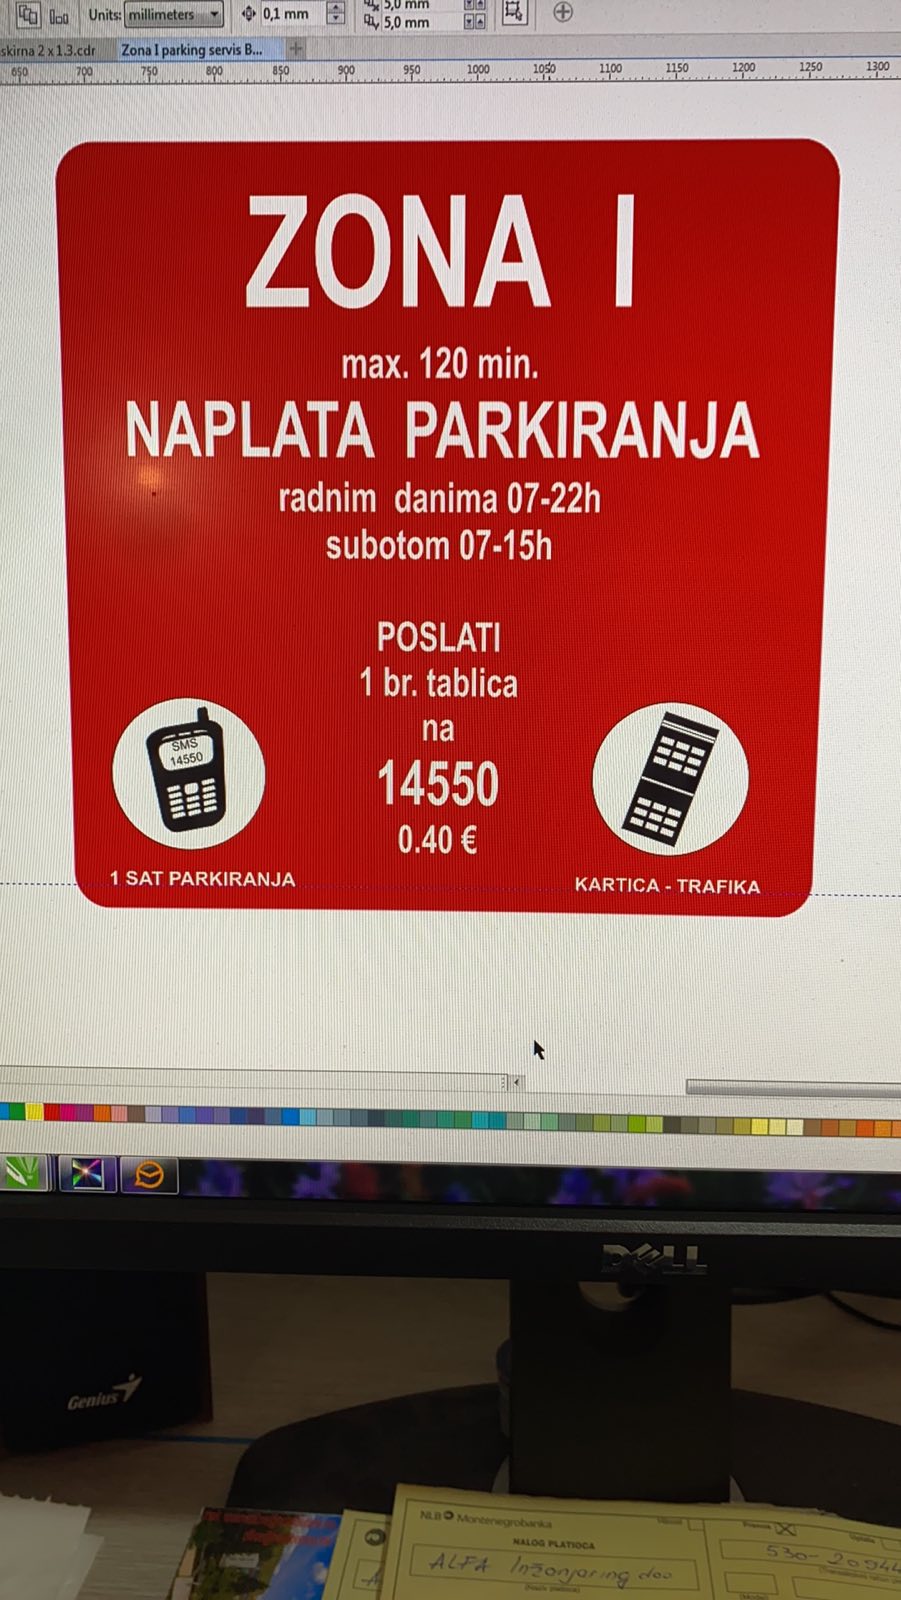 Units: millimeters
0,1 mm
5,0 mm
5,0 mm
skirna 2 x 1.3.cdr
Zona I parking servis B...
650 700 750 800 850 900 950 1000 1050 1100 1150 1200 1250 1300
ZONA I
max. 120 min.
NAPLATA PARKIRANJA
radnim danima 07-22h
subotom 07-15h
POSLATI
1 br. tablica
na
14550
0.40 €
SMS
14550
1 SAT PARKIRANJA
KARTICA - TRAFIKA
DELL
Genius
NLB Montenegrobanka
NALOG PLATIOCA
ALFA Inžonjaring doo
530-20944